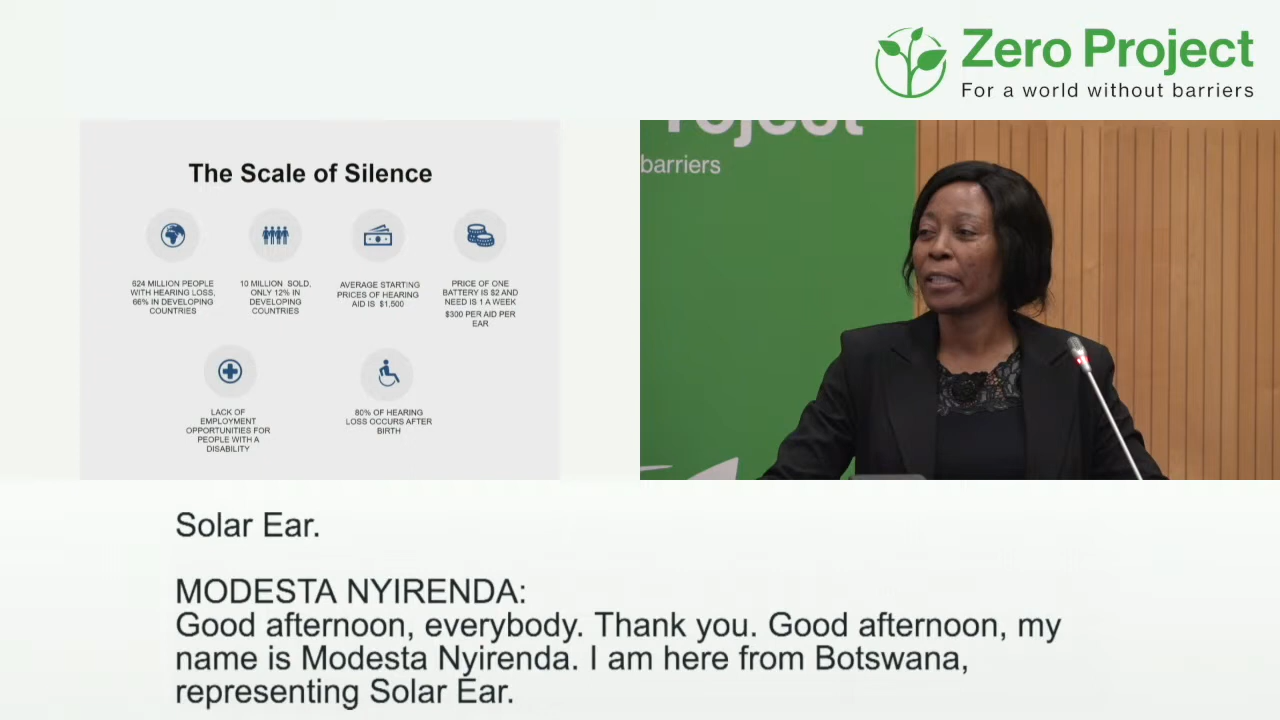 Zero Project
For a world without barriers
The Scale of Silence
624 MILLION PEOPLE
WITH HEARING LOSS,
66% IN DEVELOPING
COUNTRIES
10 MILLION SOLD,
ONLY 12% IN
DEVELOPING
COUNTRIES
AVERAGE STARTING
PRICES OF HEARING
AID IS $1,500
PRICE OF ONE
BATTERY IS $2 AND
NEED IS 1 A WEEK
$300 PER AID PER
EAR
LACK OF
EMPLOYMENT
OPPORTUNITIES FOR
PEOPLE WITH A
DISABILITY
80% OF HEARING
LOSS OCCURS AFTER
BIRTH
Project
barriers
Solar Ear.
MODESTA NYIRENDA:
Good afternoon, everybody. Thank you. Good afternoon, my
name is Modesta Nyirenda. I am here from Botswana,
representing Solar Ear.